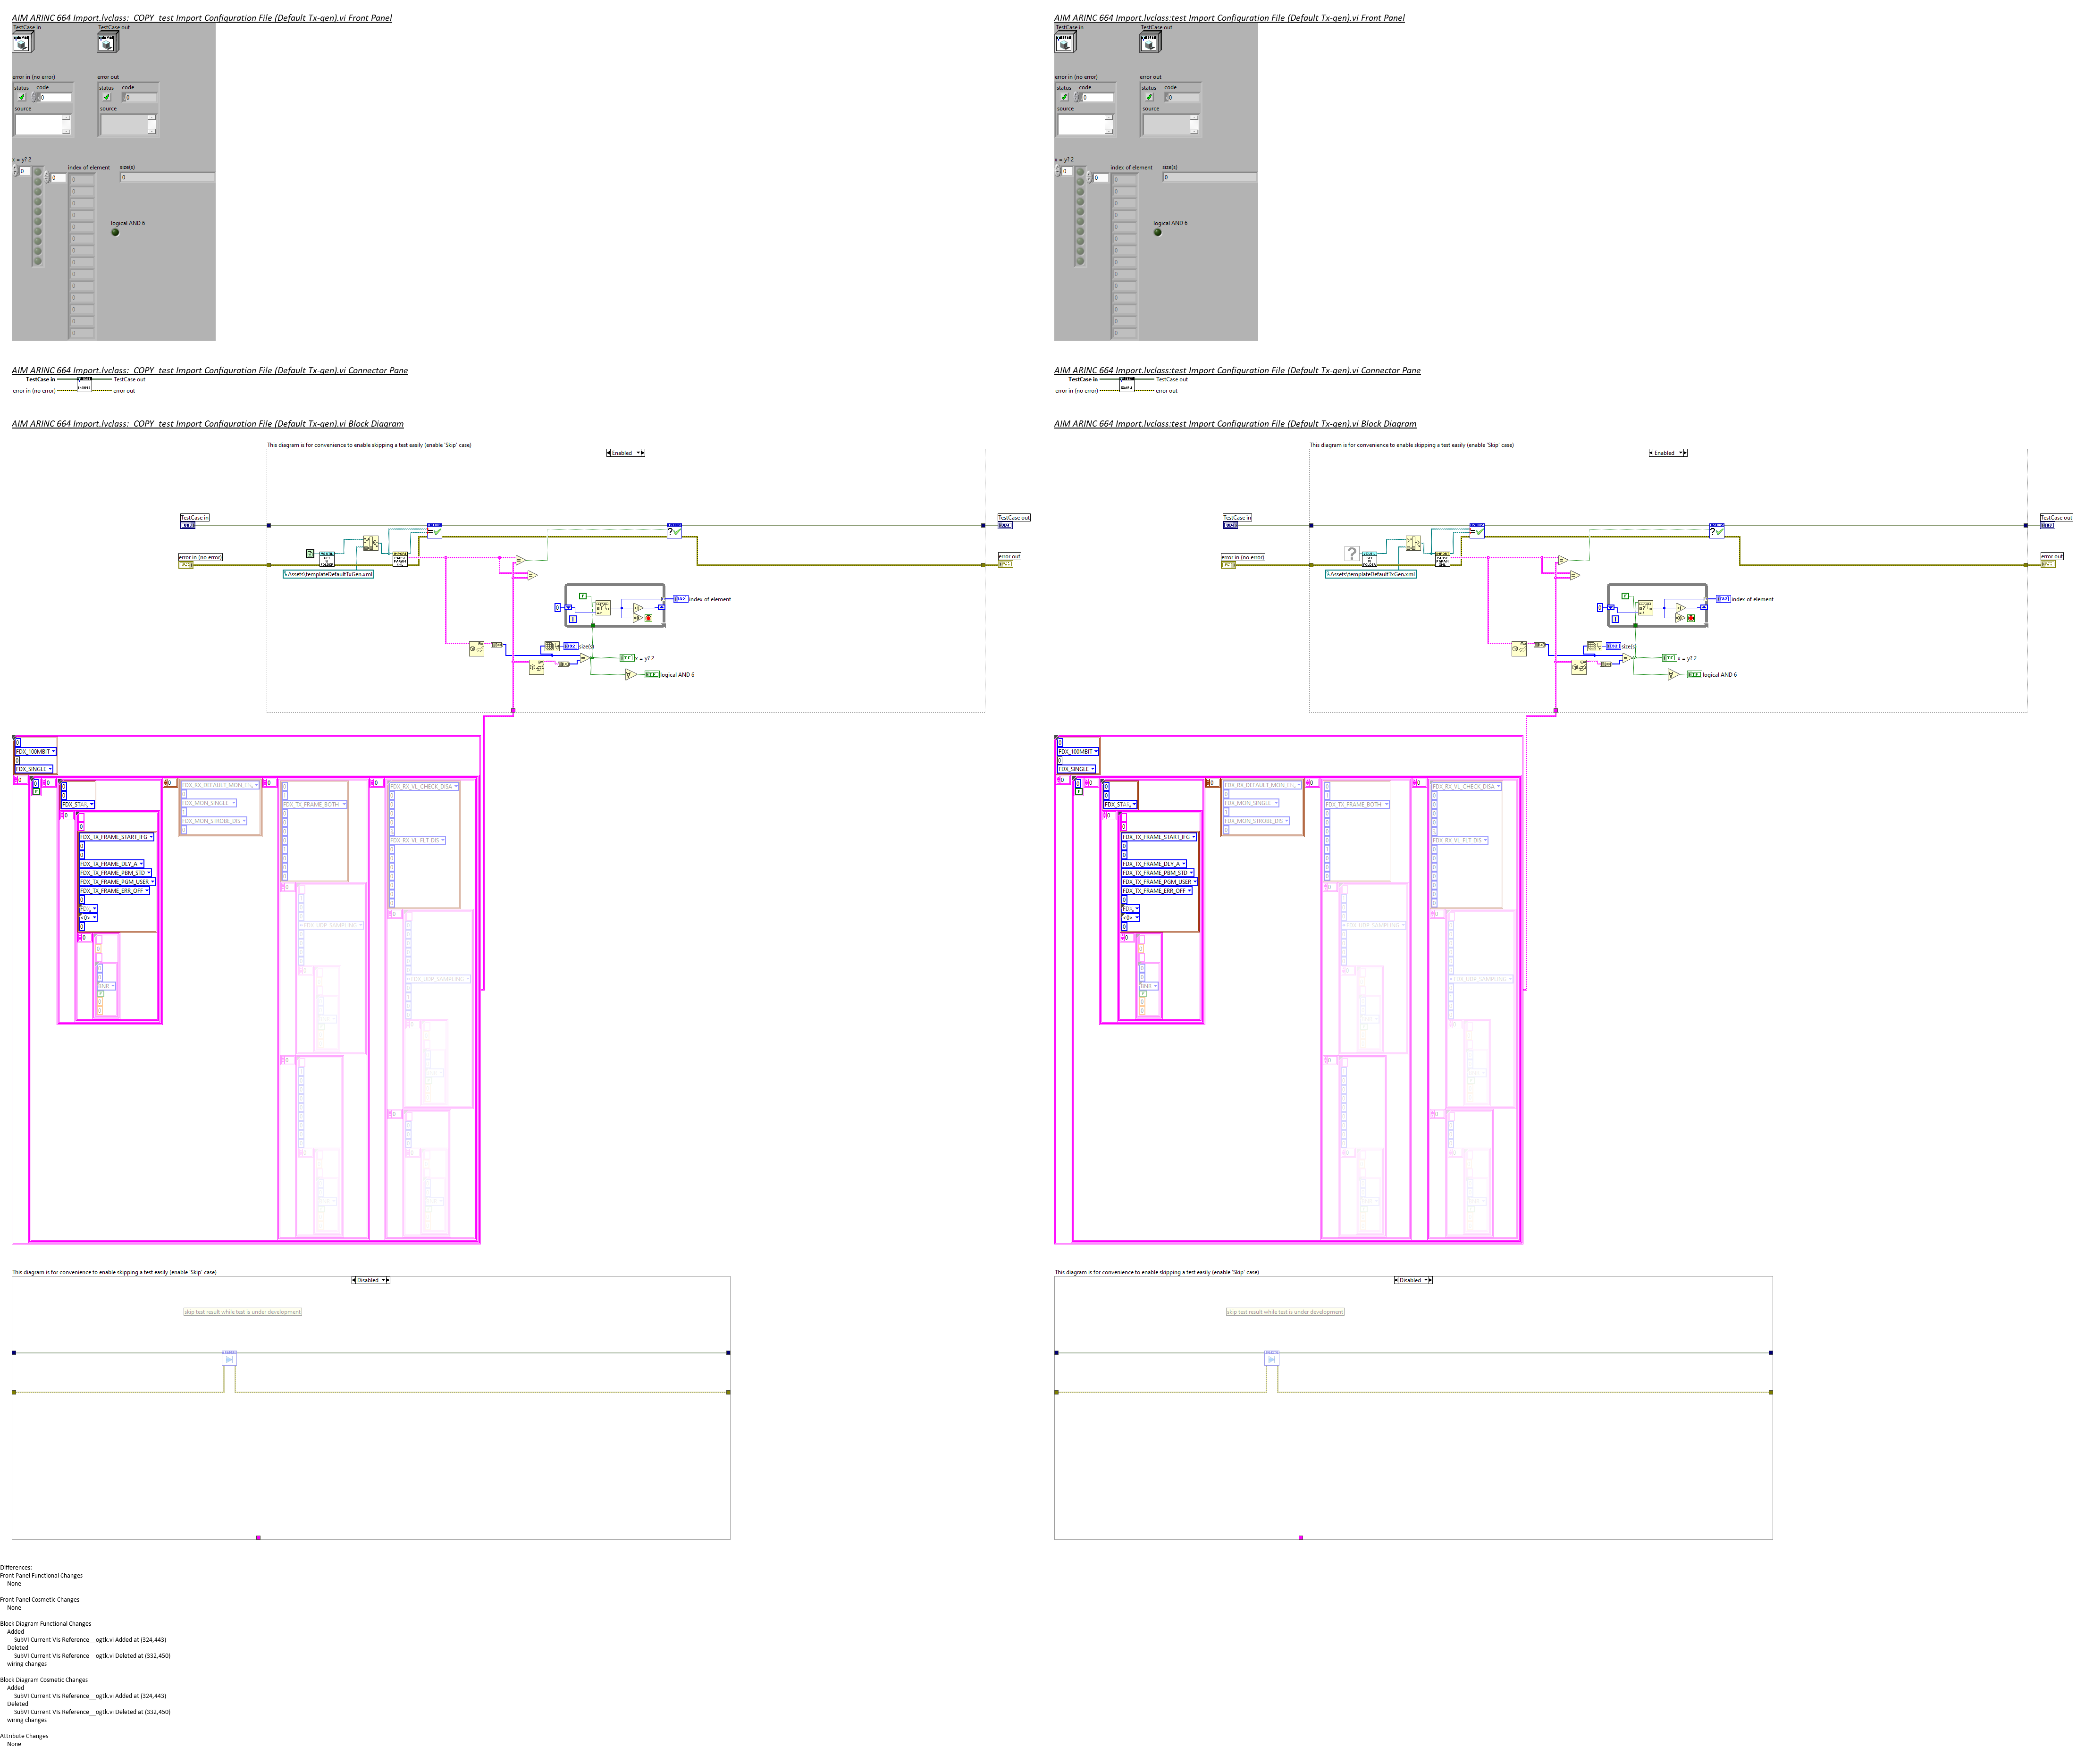 AIM ARINC 664 Import.lvclass:_COPY_test Import Configuration File (Default Tx-gen).vi Front Panel
TestCase in
TestCase out
error in (no error)
error out
status code
0
status code
0
source
source
x = y? 2
0
index of element
0
size(s)
0
logical AND 6
AIM ARINC 664 Import.lvclass:_COPY_test Import Configuration File (Default Tx-gen).vi Connector Pane
TestCase in
TestCase out
error in (no error)
error out
AIM ARINC 664 Import.lvclass:_COPY_test Import Configuration File (Default Tx-gen).vi Block Diagram
This diagram is for convenience to enable skipping a test easily (enable 'Skip' case)
Enabled
TestCase in
TestCase out
error in (no error)
error out
\Assets\templateDefaultTxGen.xml
index of element
size(s)
x = y? 2
logical AND 6
0
FDX_100MBIT
0
FDX_SINGLE
FDX_RX_DEFAULT_MON
FDX_MON_SINGLE
FDX_MON_STROBE_DIS
FDX_TX_FRAME_BOTH
FDX_RX_VL_CHECK_DISA
FDX_RX_VL_FLT_DIS
FDX_TX_FRAME_START_IFG
0
0
FDX_TX_FRAME_DLY_A
FDX_TX_FRAME_PBM_STD
FDX_TX_FRAME_PGM_USER
FDX_TX_FRAME_ERR_OFF
0
<0>
0
FDX_UDP_SAMPLING
FDX_UDP_SAMPLING
This diagram is for convenience to enable skipping a test easily (enable 'Skip' case)
Disabled
skip test result while test is under development
AIM ARINC 664 Import.lvclass:test Import Configuration File (Default Tx-gen).vi Front Panel
TestCase in
TestCase out
error in (no error)
error out
status code
0
status code
0
source
source
x = y? 2
0
index of element
0
size(s)
0
logical AND 6
AIM ARINC 664 Import.lvclass:test Import Configuration File (Default Tx-gen).vi Connector Pane
TestCase in
TestCase out
error in (no error)
error out
AIM ARINC 664 Import.lvclass:test Import Configuration File (Default Tx-gen).vi Block Diagram
This diagram is for convenience to enable skipping a test easily (enable 'Skip' case)
Enabled
TestCase in
TestCase out
error in (no error)
error out
?
\Assets\templateDefaultTxGen.xml
index of element
size(s)
x = y? 2
logical AND 6
0
FDX_100MBIT
0
FDX_SINGLE
FDX_RX_DEFAULT_MON
FDX_MON_SINGLE
FDX_MON_STROBE_DIS
FDX_TX_FRAME_BOTH
FDX_RX_VL_CHECK_DISA
FDX_RX_VL_FLT_DIS
FDX_TX_FRAME_START_IFG
0
0
FDX_TX_FRAME_DLY_A
FDX_TX_FRAME_PBM_STD
FDX_TX_FRAME_PGM_USER
FDX_TX_FRAME_ERR_OFF
0
<0>
0
FDX_UDP_SAMPLING
FDX_UDP_SAMPLING
This diagram is for convenience to enable skipping a test easily (enable 'Skip' case)
Disabled
skip test result while test is under development
Differences:
Front Panel Functional Changes
None
Front Panel Cosmetic Changes
None
Block Diagram Functional Changes
Added
SubVI Current VIs Reference__ogtk.vi Added at (324,443)
Deleted
SubVI Current VIs Reference__ogtk.vi Deleted at (332,450)
wiring changes
Block Diagram Cosmetic Changes
Added
SubVI Current VIs Reference__ogtk.vi Added at (324,443)
Deleted
SubVI Current VIs Reference__ogtk.vi Deleted at (332,450)
wiring changes
Attribute Changes
None